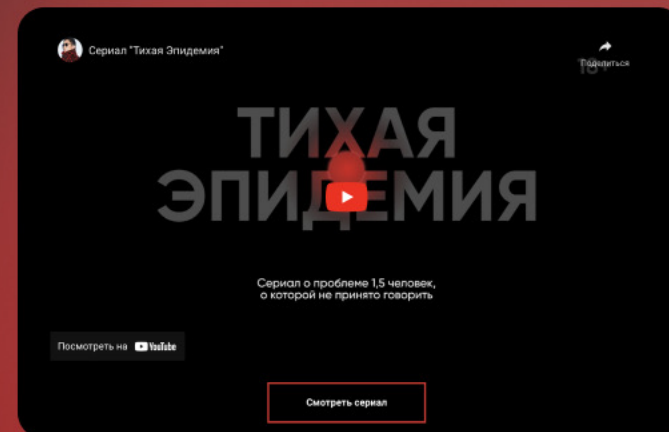 Сериал "Тихая Эпидемия"
Поделиться
18+
ТИХАЯ
ЭПИДЕМИЯ
Сериал о проблеме 1,5 человек,
о которой не принято говорить
Посмотреть на YouTube
Смотреть сериал